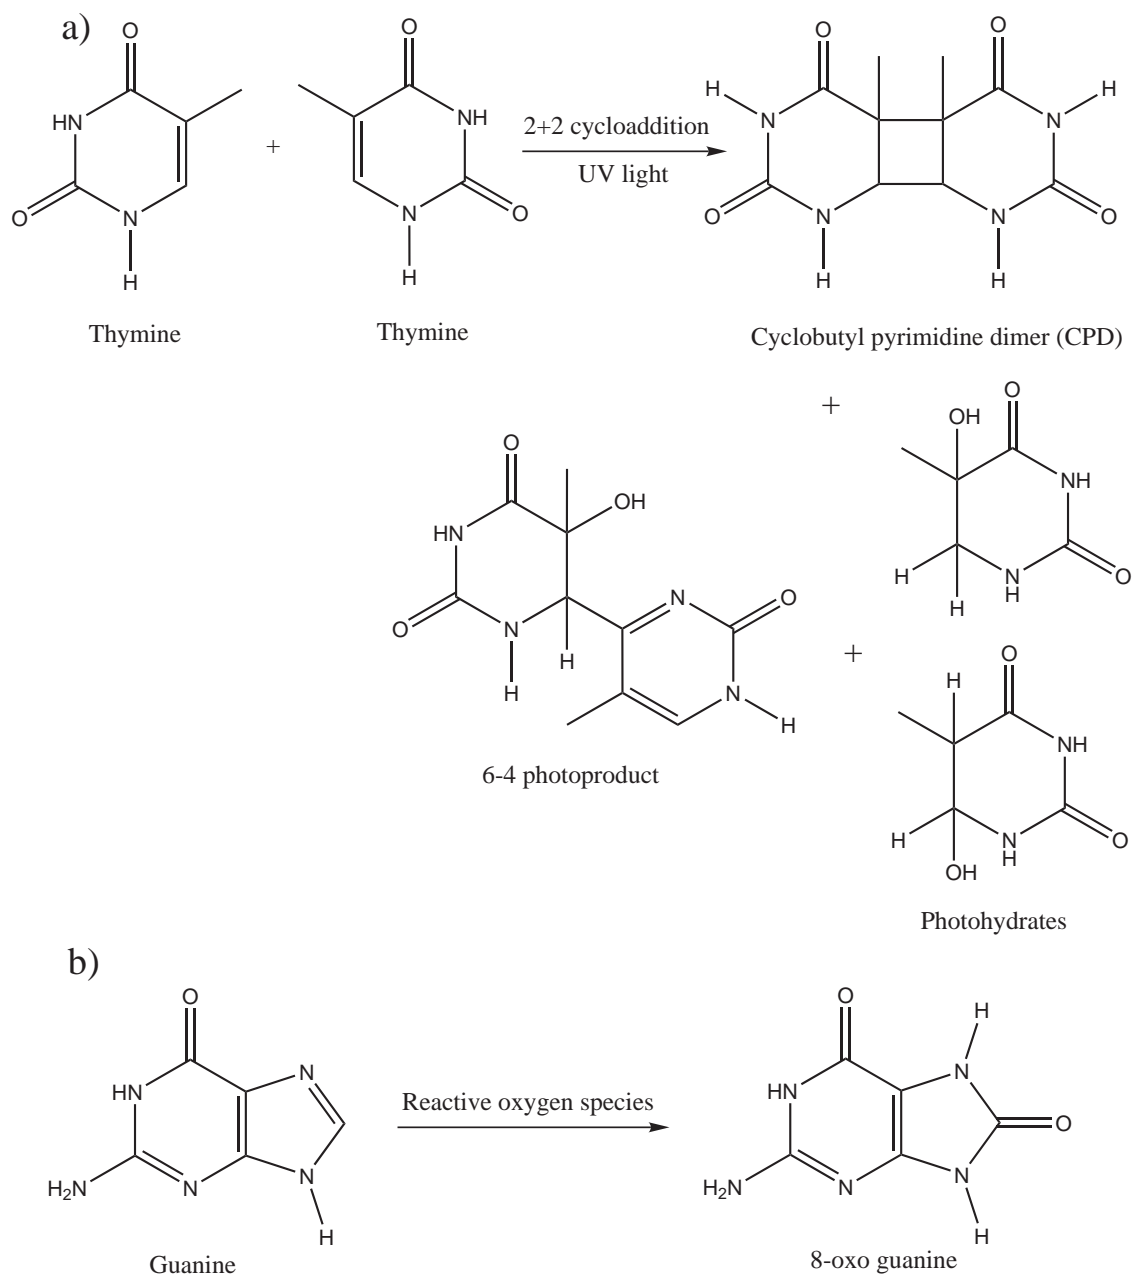 a)
O
O
O
O
HN
NH
H
N
N
H
+
2+2 cycloaddition
UV light
O
N
H
O
N
H
O
N
H
O
N
H
Thymine
Thymine
Cyclobutyl pyrimidine dimer (CPD)
+
O
OH
NH
H
H
N
H
O
O
OH
HN
N
O
O
N
H
H
N
H
6-4 photoproduct
+
O
H
NH
H
N
H
O
OH
Photohydrates
b)
O
HN
N
H2N
N
N
H
Guanine
Reactive oxygen species
O
H
HN
N
O
H2N
N
N
H
8-oxo guanine